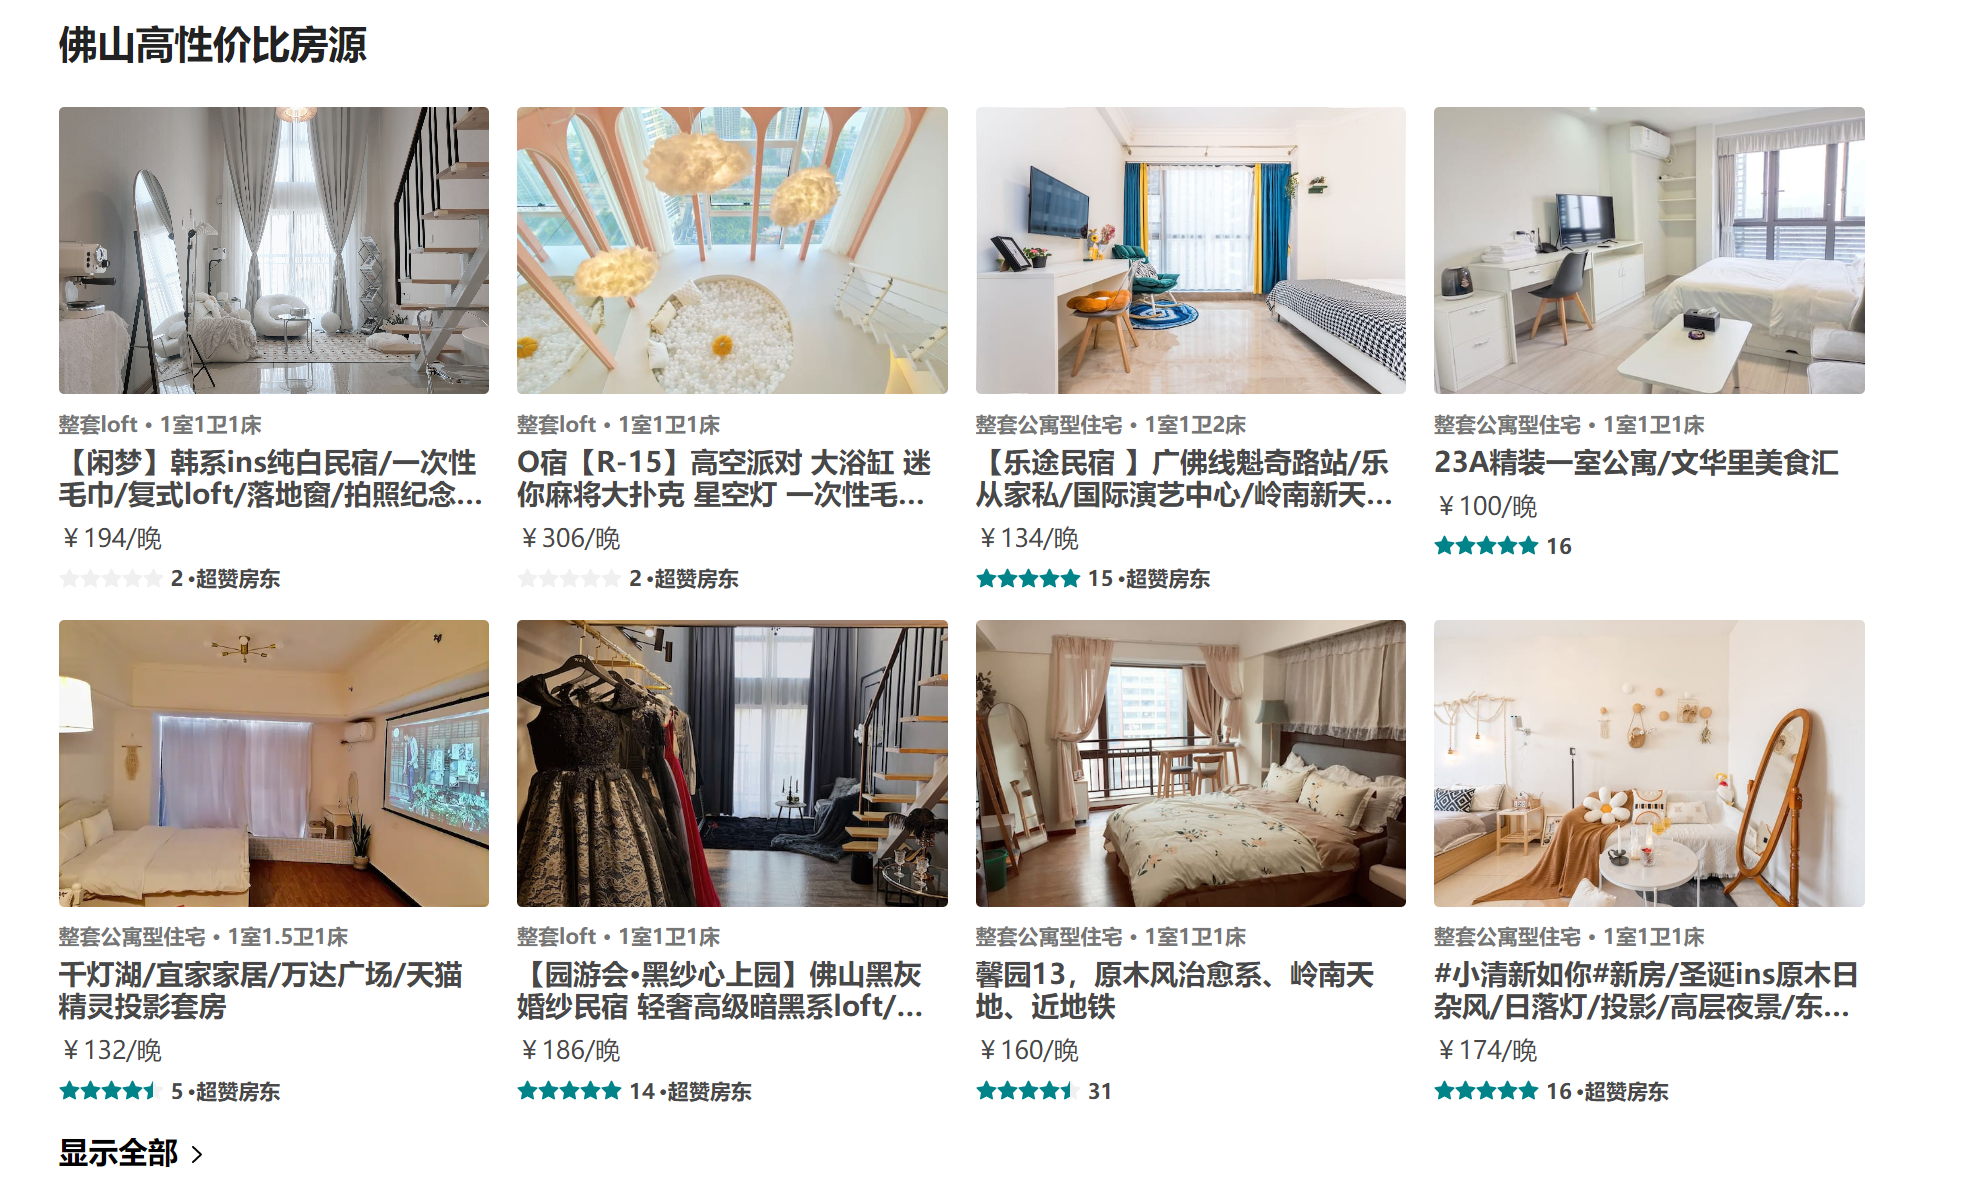 佛山高性价比房源
整套loft · 1室1卫1床
【闲梦】韩系ins纯白民宿/一次性
毛巾/复式loft/落地窗/拍照纪念...
￥194/晚
2 ·超赞房东
整套loft · 1室1卫1床
O宿【R-15】高空派对 大浴缸 迷
你麻将大扑克 星空灯 一次性毛...
￥306/晚
2 ·超赞房东
整套公寓型住宅 · 1室1卫2床
【乐途民宿 】广佛线魁奇路站/乐
从家私/国际演艺中心/岭南新天...
￥134/晚
15 ·超赞房东
整套公寓型住宅 · 1室1卫1床
23A精装一室公寓/文华里美食汇
￥100/晚
16
整套公寓型住宅 · 1室1.5卫1床
千灯湖/宜家家居/万达广场/天猫
精灵投影套房
￥132/晚
5 ·超赞房东
整套loft · 1室1卫1床
【园游会•黑纱心上园】佛山黑灰
婚纱民宿 轻奢高级暗黑系loft/...
￥186/晚
14 ·超赞房东
整套公寓型住宅 · 1室1卫1床
馨园13，原木风治愈系、岭南天
地、近地铁
￥160/晚
31
整套公寓型住宅 · 1室1卫1床
#小清新如你#新房/圣诞ins原木日
杂风/日落灯/投影/高层夜景/东...
￥174/晚
16 ·超赞房东
显示全部 >